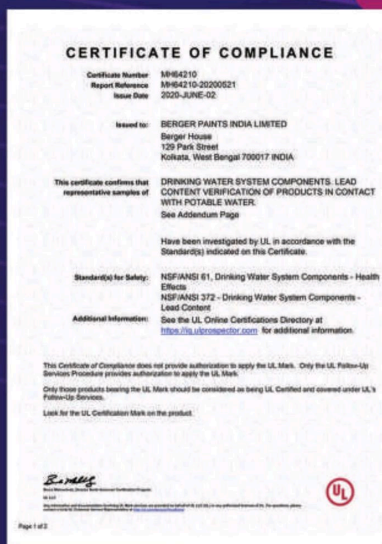 CERTIFICATE OF COMPLIANCE
Certificate Number MH64210
Report Reference MH64210-20200521
Issue Date 2020-JUNE-02
Issued to: BERGER PAINTS INDIA LIMITED
Berger House
129 Park Street
Kolkata, West Bengal 700017 INDIA
This certificate confirms that representative samples of
DRINKING WATER SYSTEM COMPONENTS. LEAD
CONTENT VERIFICATION OF PRODUCTS IN CONTACT
WITH POTABLE WATER.
See Addendum Page
Have been investigated by UL in accordance with the
Standard(s) indicated on this Certificate.
Standard(s) for Safety: NSF/ANSI 61, Drinking Water System Components - Health
Effects
NSF/ANSI 372 - Drinking Water System Components -
Lead Content
Additional Information: See the UL Online Certifications Directory at
https://iq.ulprospector.com for additional information.
This Certificate of Compliance does not provide authorization to apply the UL Mark. Only the UL Follow-Up
Services Procedure provides authorization to apply the UL Mark.
Only those products bearing the UL Mark should be considered as being UL Certified and covered under UL's
Follow-Up Services.
Look for the UL Certification Mark on the product.
UL
Page 1 of 2